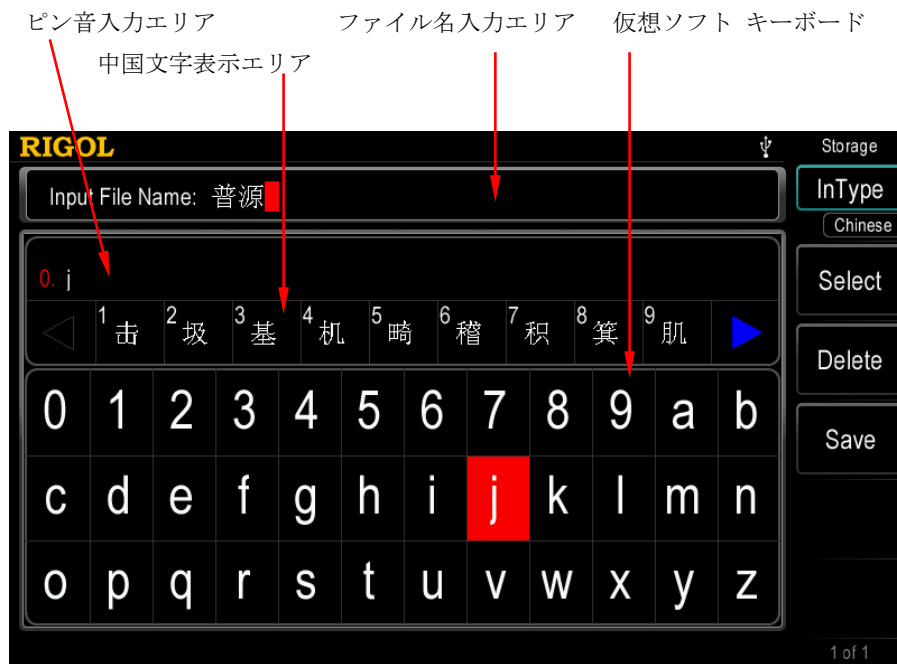 ピン音入力エリア
ファイル名入力エリア
仮想ソフト キーボード
中国文字表示エリア
RIGOL
Storage
Input File Name: 普源
InType
Chinese
0. j
Select
1 击 2 圾 3 基 4 机 5 畸 6 稽 7 积 8 箕 9 肌
Delete
0 1 2 3 4 5 6 7 8 9 a b
Save
c d e f g h i j k l m n
o p q r s t u v w x y z
1 of 1